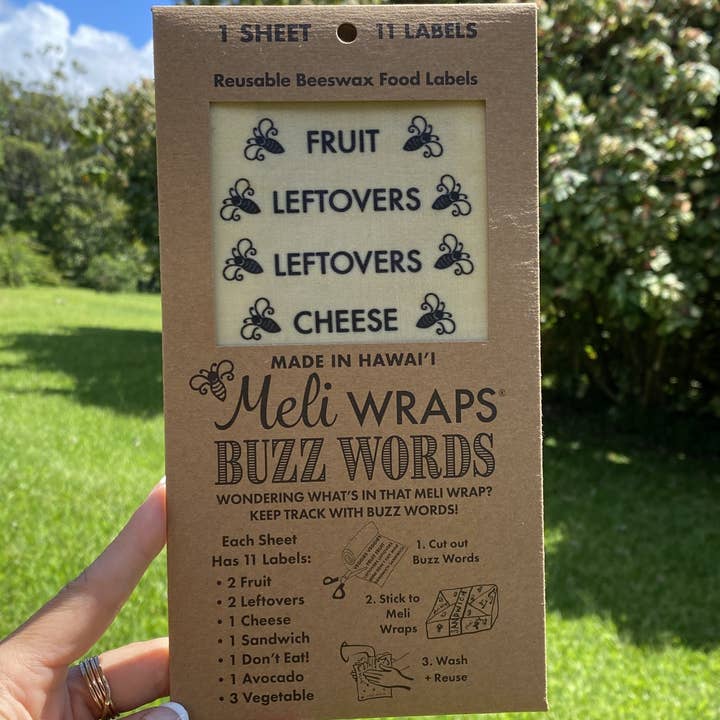 1 SHEET 11 LABELS
Reusable Beeswax Food Labels
FRUIT
LEFTOVERS
LEFTOVERS
CHEESE
MADE IN HAWAI'I
Meli WRAPS®
BUZZ WORDS
WONDERING WHAT'S IN THAT MELI WRAP?
KEEP TRACK WITH BUZZ WORDS!
Each Sheet
Has 11 Labels:
• 2 Fruit
• 2 Leftovers
• 1 Cheese
• 1 Sandwich
• 1 Don't Eat!
• 1 Avocado
• 3 Vegetable
1. Cut out
Buzz Words
2. Stick to
Meli
Wraps
SANDWICH
3. Wash
+ Reuse